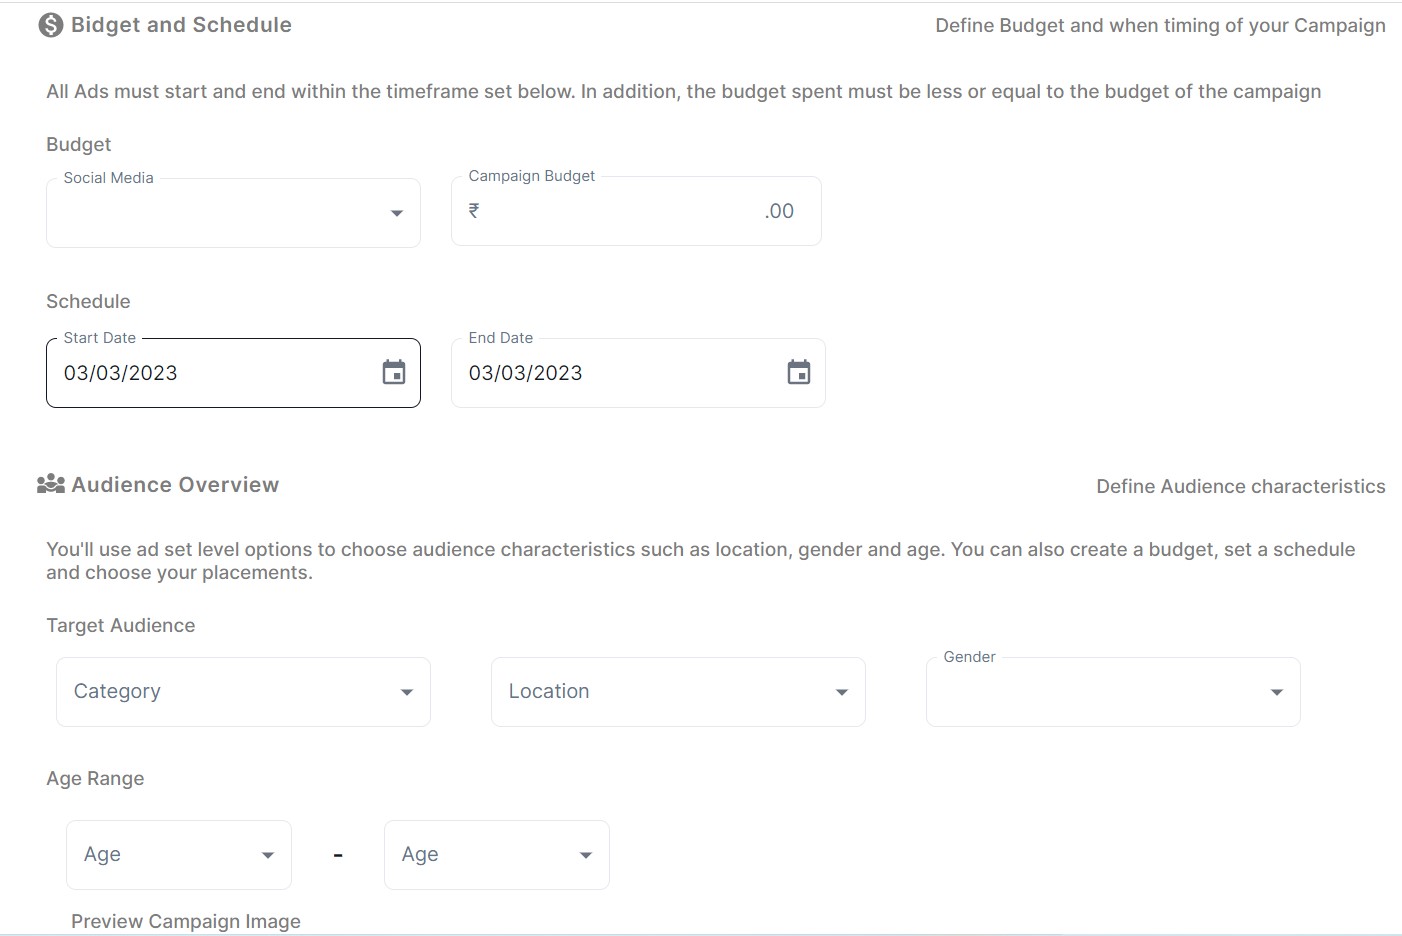 Bidget and Schedule
Define Budget and when timing of your Campaign
All Ads must start and end within the timeframe set below. In addition, the budget spent must be less or equal to the budget of the campaign
Budget
Social Media
Campaign Budget
₹ .00
Schedule
Start Date
03/03/2023
End Date
03/03/2023
Audience Overview
Define Audience characteristics
You'll use ad set level options to choose audience characteristics such as location, gender and age. You can also create a budget, set a schedule
and choose your placements.
Target Audience
Category
Location
Gender
Age Range
Age - Age
Preview Campaign Image